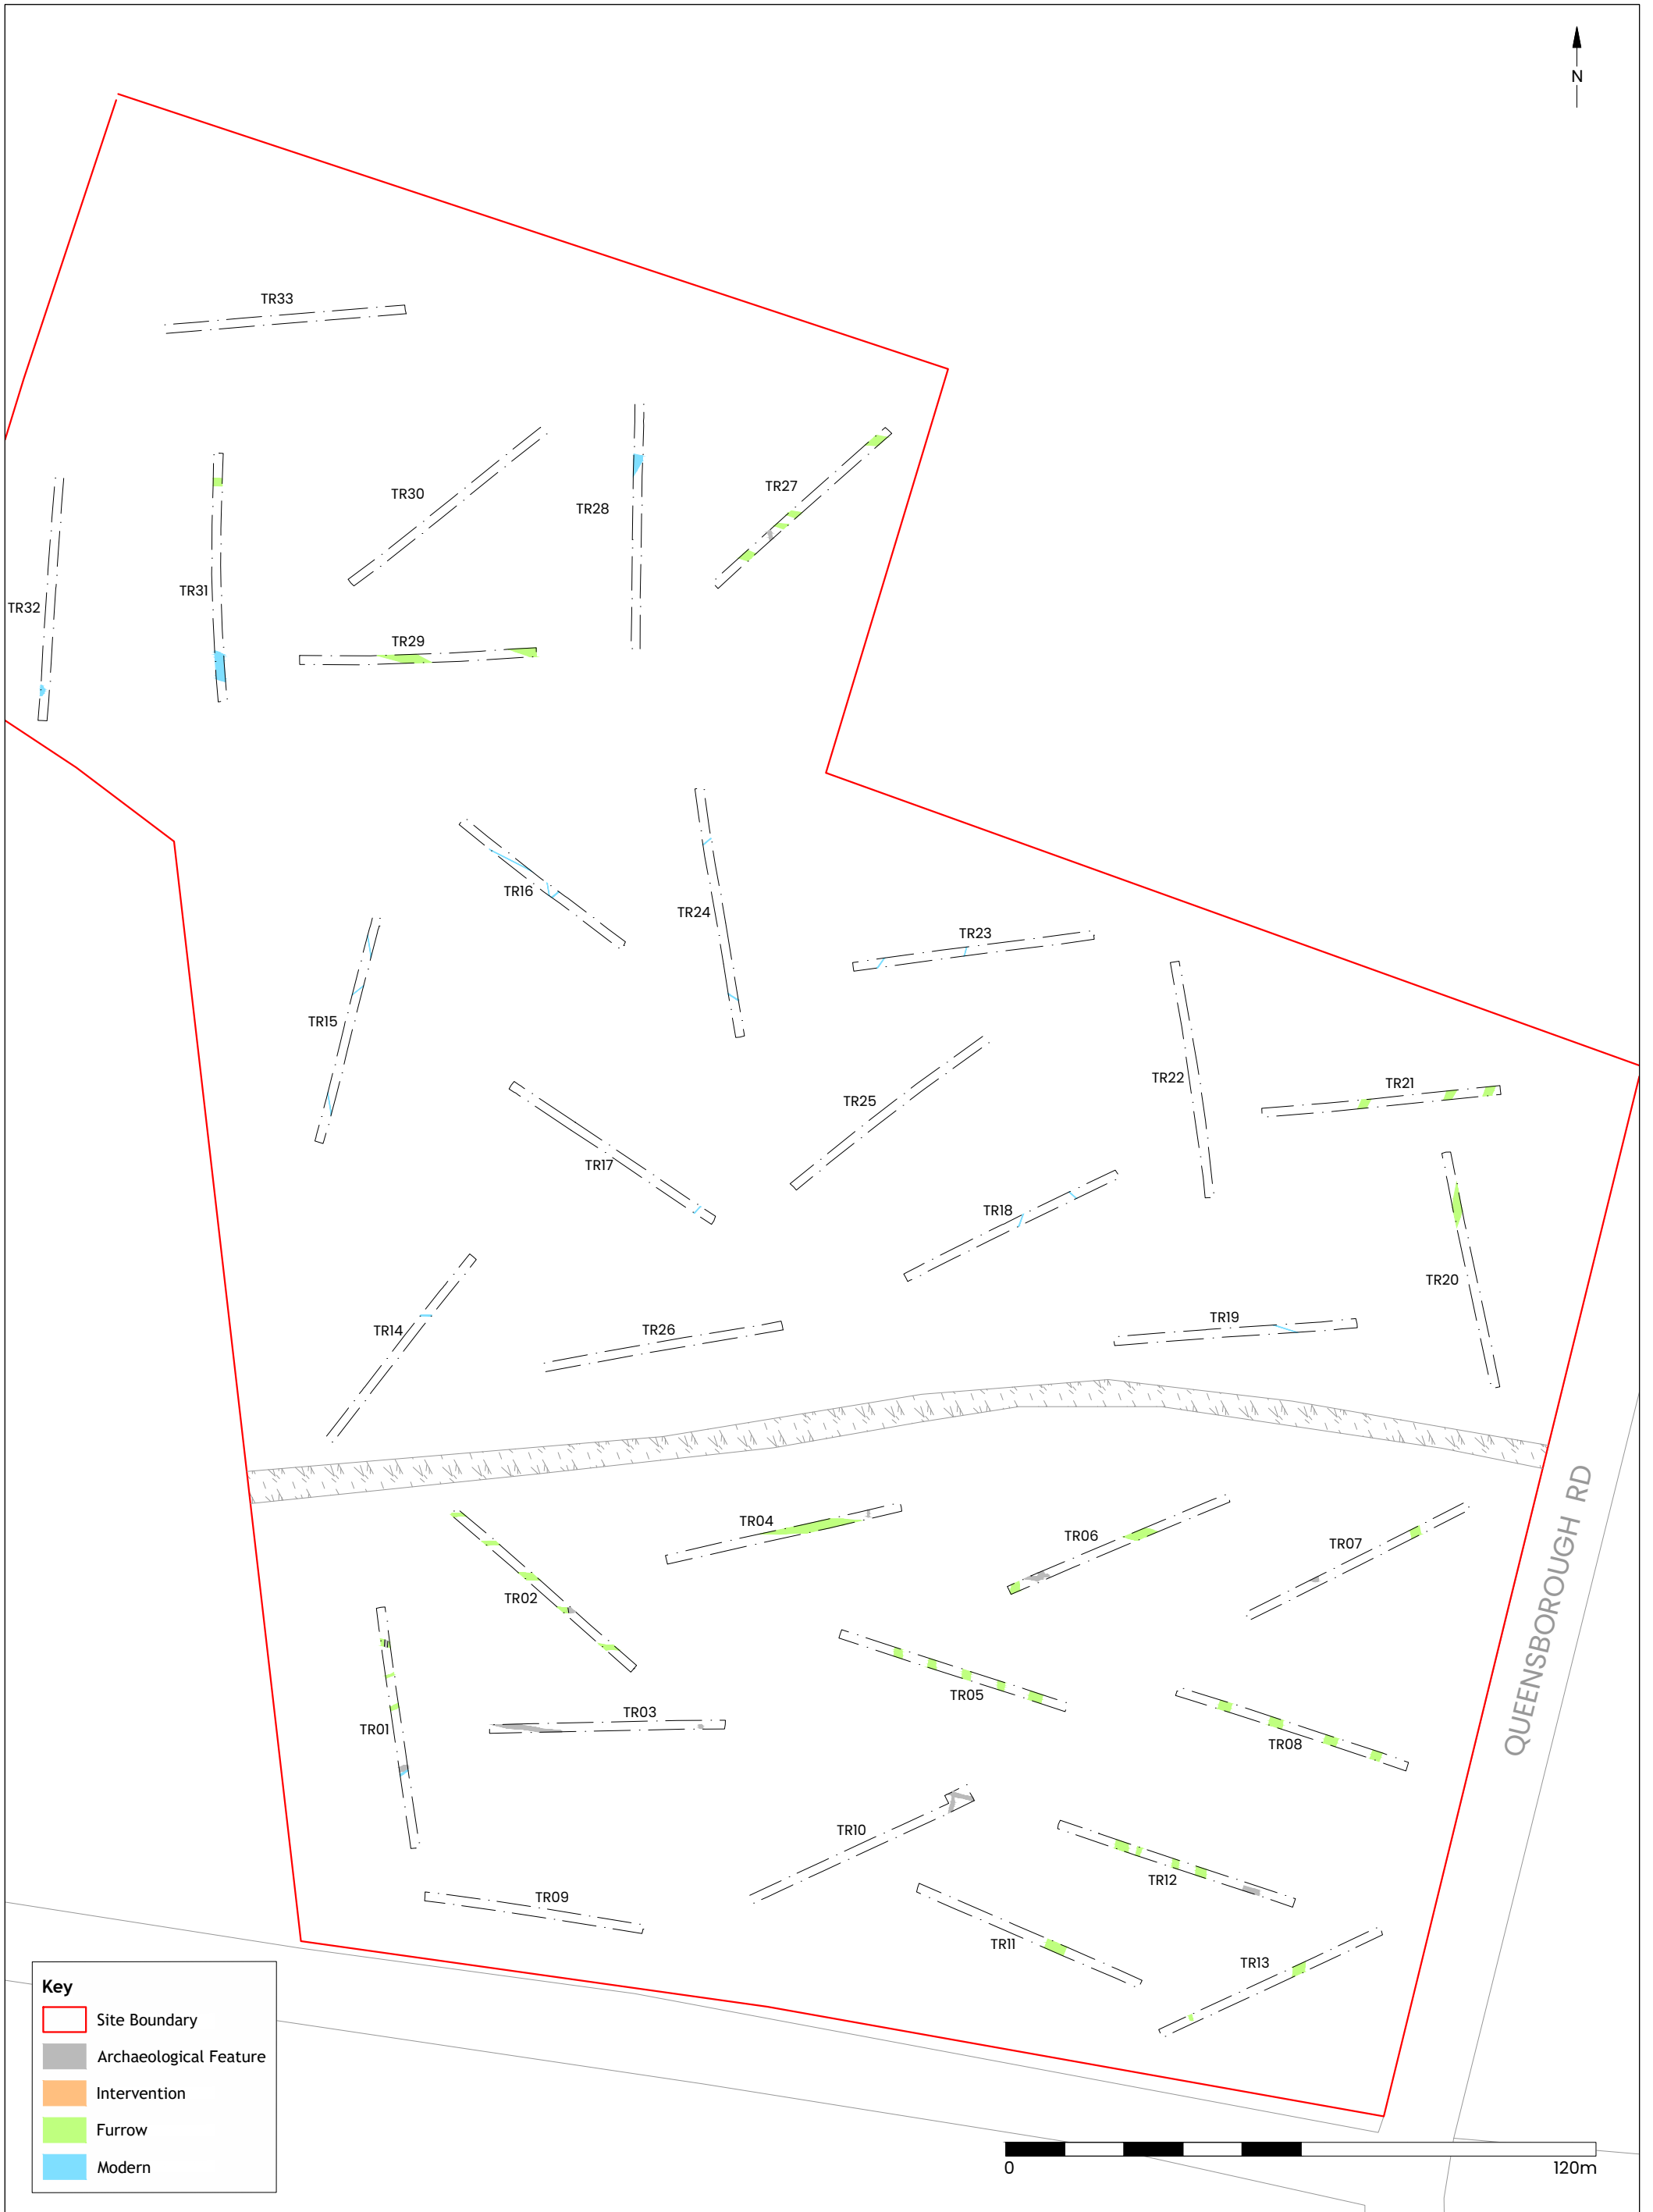 N
TR33
TR27
TR30
TR28
TR31
TR32
TR29
TR16
TR24
TR23
TR15
TR22
TR21
TR25
TR17
TR18
TR20
TR19
TR26
TR14
TR04
TR06
TR07
TR02
QUEENSBOROUGH RD
TR05
TR03
TR01
TR08
TR10
TR12
TR09
TR11
TR13
Key
Site Boundary
Archaeological Feature
Intervention
Furrow
Modern
0 120m